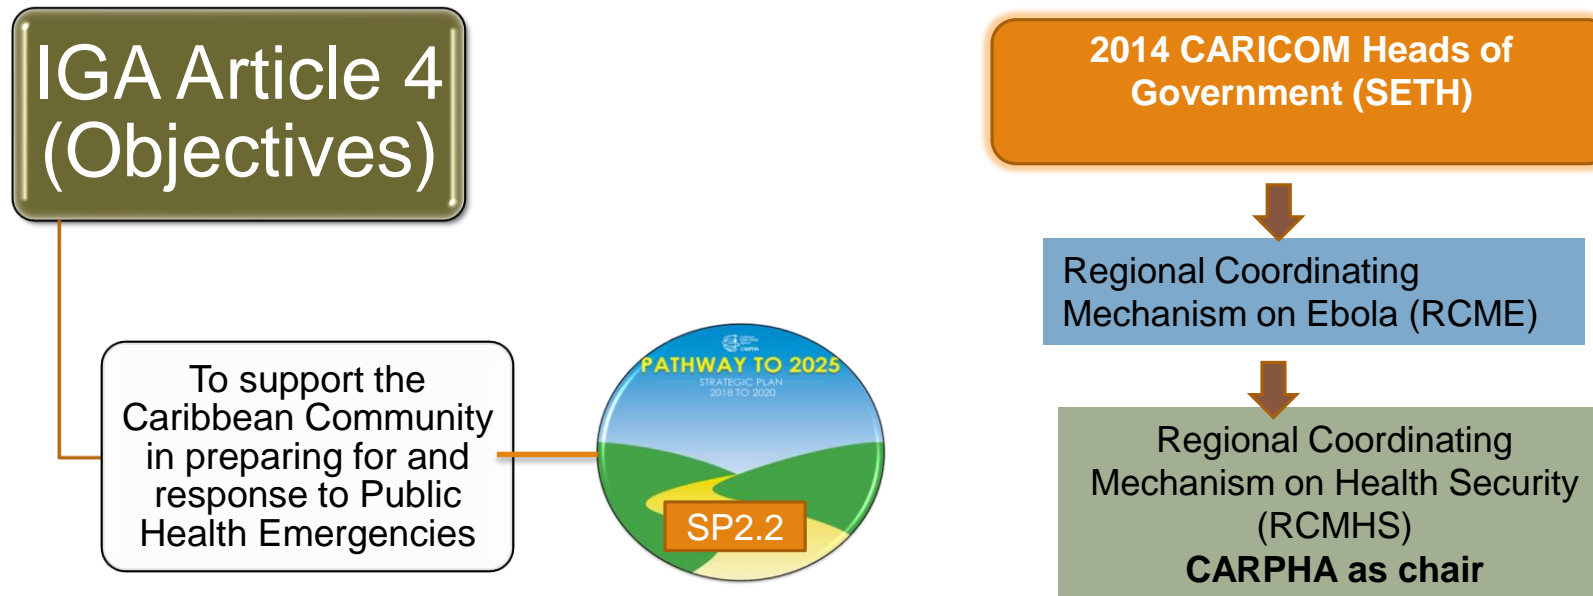 IGA Article 4
(Objectives)
To support the
Caribbean Community
in preparing for and
response to Public
Health Emergencies
CARPHA
PATHWAY TO 2025
STRATEGIC PLAN
2018 TO 2020
SP2.2
2014 CARICOM Heads of
Government (SETH)
Regional Coordinating
Mechanism on Ebola (RCME)
Regional Coordinating
Mechanism on Health Security
(RCMHS)
CARPHA as chair